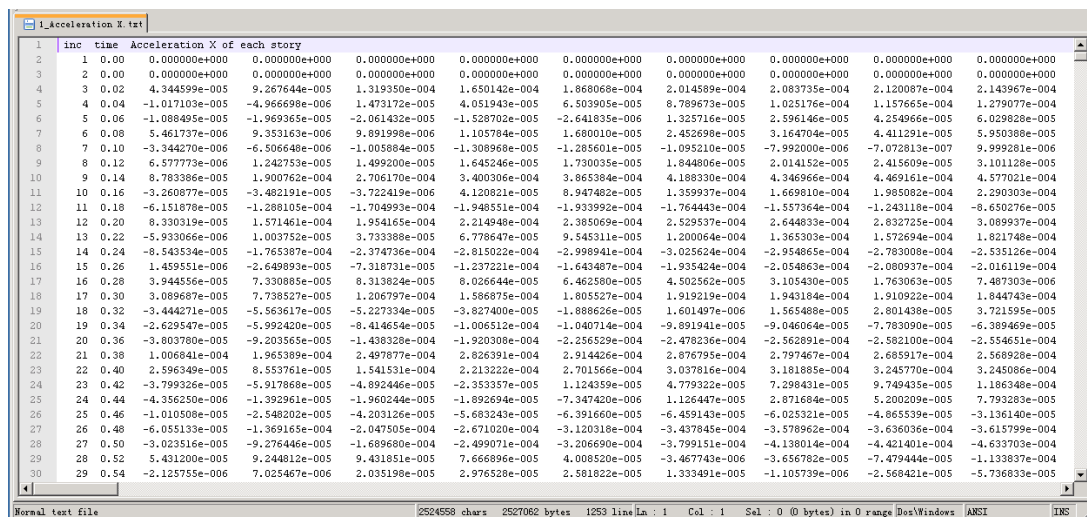 1_Acceleration X.txt
1 inc time Acceleration X of each story
2 1 0.00 0.000000e+000 0.000000e+000 0.000000e+000 0.000000e+000 0.000000e+000 0.000000e+000 0.000000e+000 0.000000e+000 0.000000e+000
3 2 0.00 0.000000e+000 0.000000e+000 0.000000e+000 0.000000e+000 0.000000e+000 0.000000e+000 0.000000e+000 0.000000e+000 0.000000e+000
4 3 0.02 4.344599e-005 9.267644e-005 1.319350e-004 1.650142e-004 1.868068e-004 2.014589e-004 2.083735e-004 2.120087e-004 2.143967e-004
5 4 0.04 -1.017103e-005 -4.966698e-006 1.473172e-005 4.051943e-005 6.503905e-005 8.789673e-005 1.025176e-004 1.157665e-004 1.279077e-004
6 5 0.06 -1.088495e-005 -1.969365e-005 -2.061432e-005 -1.528702e-005 -2.641835e-006 1.325716e-005 2.596146e-005 4.254966e-005 6.029828e-005
7 6 0.08 5.461737e-006 9.353163e-006 9.891998e-006 1.105784e-005 1.680010e-005 2.452698e-005 3.164704e-005 4.411291e-005 5.950388e-005
8 7 0.10 -3.344270e-006 -6.506648e-006 -1.005884e-005 -1.308968e-005 -1.285601e-005 -1.095210e-005 -7.992000e-006 -7.072813e-007 9.999281e-006
9 8 0.12 6.577773e-006 1.242753e-005 1.499200e-005 1.645246e-005 1.730035e-005 1.844806e-005 2.014152e-005 2.415609e-005 3.101128e-005
10 9 0.14 8.783386e-005 1.900762e-004 2.706170e-004 3.400306e-004 3.865384e-004 4.188330e-004 4.346966e-004 4.469161e-004 4.577021e-004
11 10 0.16 -3.260877e-005 -3.482191e-005 -3.722419e-006 4.120821e-005 8.947482e-005 1.359937e-004 1.669810e-004 1.985082e-004 2.290303e-004
12 11 0.18 -6.151878e-005 -1.288105e-004 -1.704993e-004 -1.948551e-004 -1.933992e-004 -1.764443e-004 -1.557364e-004 -1.243118e-004 -8.650276e-005
13 12 0.20 8.330319e-005 1.571461e-004 1.954165e-004 2.214948e-004 2.385069e-004 2.529537e-004 2.644833e-004 2.832725e-004 3.089937e-004
14 13 0.22 -5.933066e-006 1.003752e-005 3.733388e-005 6.778647e-005 9.545311e-005 1.200064e-004 1.365303e-004 1.572694e-004 1.821748e-004
15 14 0.24 -8.543534e-005 -1.765387e-004 -2.374736e-004 -2.815022e-004 -2.998941e-004 -3.025624e-004 -2.954865e-004 -2.783008e-004 -2.535126e-004
16 15 0.26 1.459551e-006 -2.649893e-005 -7.318731e-005 -1.237221e-004 -1.643487e-004 -1.935424e-004 -2.054863e-004 -2.080937e-004 -2.016119e-004
17 16 0.28 3.944556e-005 7.330885e-005 8.313824e-005 8.026644e-005 6.462580e-005 4.502562e-005 3.105430e-005 1.763063e-005 7.487303e-006
18 17 0.30 3.089687e-005 7.738527e-005 1.206797e-004 1.586875e-004 1.805527e-004 1.919219e-004 1.943184e-004 1.910922e-004 1.844743e-004
19 18 0.32 -3.444271e-005 -5.563617e-005 -5.227334e-005 -3.827400e-005 -1.888626e-005 1.601497e-006 1.565488e-005 2.801438e-005 3.721595e-005
20 19 0.34 -2.629547e-005 -5.992420e-005 -8.414654e-005 -1.006512e-004 -1.040714e-004 -9.891941e-005 -9.046064e-005 -7.783090e-005 -6.389469e-005
21 20 0.36 -3.803780e-005 -9.203565e-005 -1.438328e-004 -1.920308e-004 -2.256529e-004 -2.478236e-004 -2.562891e-004 -2.582100e-004 -2.554651e-004
22 21 0.38 1.006841e-004 1.965389e-004 2.497877e-004 2.826391e-004 2.914426e-004 2.876795e-004 2.797467e-004 2.685917e-004 2.568928e-004
23 22 0.40 2.596349e-005 8.553761e-005 1.541531e-004 2.213222e-004 2.701566e-004 3.037816e-004 3.181885e-004 3.245770e-004 3.245086e-004
24 23 0.42 -3.799326e-005 -5.917868e-005 -4.892446e-005 -2.353357e-005 1.124359e-005 4.779322e-005 7.298431e-005 9.749435e-005 1.186348e-004
25 24 0.44 -4.356250e-006 -1.392961e-005 -1.960244e-005 -1.892694e-005 -7.347420e-006 1.126447e-005 2.871684e-005 5.200209e-005 7.793283e-005
26 25 0.46 -1.010508e-005 -2.548202e-005 -4.203126e-005 -5.683243e-005 -6.391660e-005 -6.459143e-005 -6.025321e-005 -4.865539e-005 -3.136140e-005
27 26 0.48 -6.055133e-005 -1.369165e-004 -2.047505e-004 -2.671020e-004 -3.120318e-004 -3.437845e-004 -3.578962e-004 -3.636036e-004 -3.615799e-004
28 27 0.50 -3.023516e-005 -9.276446e-005 -1.689680e-004 -2.499071e-004 -3.206690e-004 -3.799151e-004 -4.138014e-004 -4.421401e-004 -4.633703e-004
29 28 0.52 5.431200e-005 9.244812e-005 9.431851e-005 7.666896e-005 4.008520e-005 -3.467743e-006 -3.656782e-005 -7.479444e-005 -1.133837e-004
30 29 0.54 -2.125755e-006 7.025467e-006 2.035198e-005 2.976528e-005 2.581822e-005 1.333491e-005 -1.105739e-006 -2.568421e-005 -5.736833e-005
Normal text file 2524558 chars 2527062 bytes 1253 line Ln : 1 Col : 1 Sel : 0 (0 bytes) in 0 range Dos\Windows ANSI INS